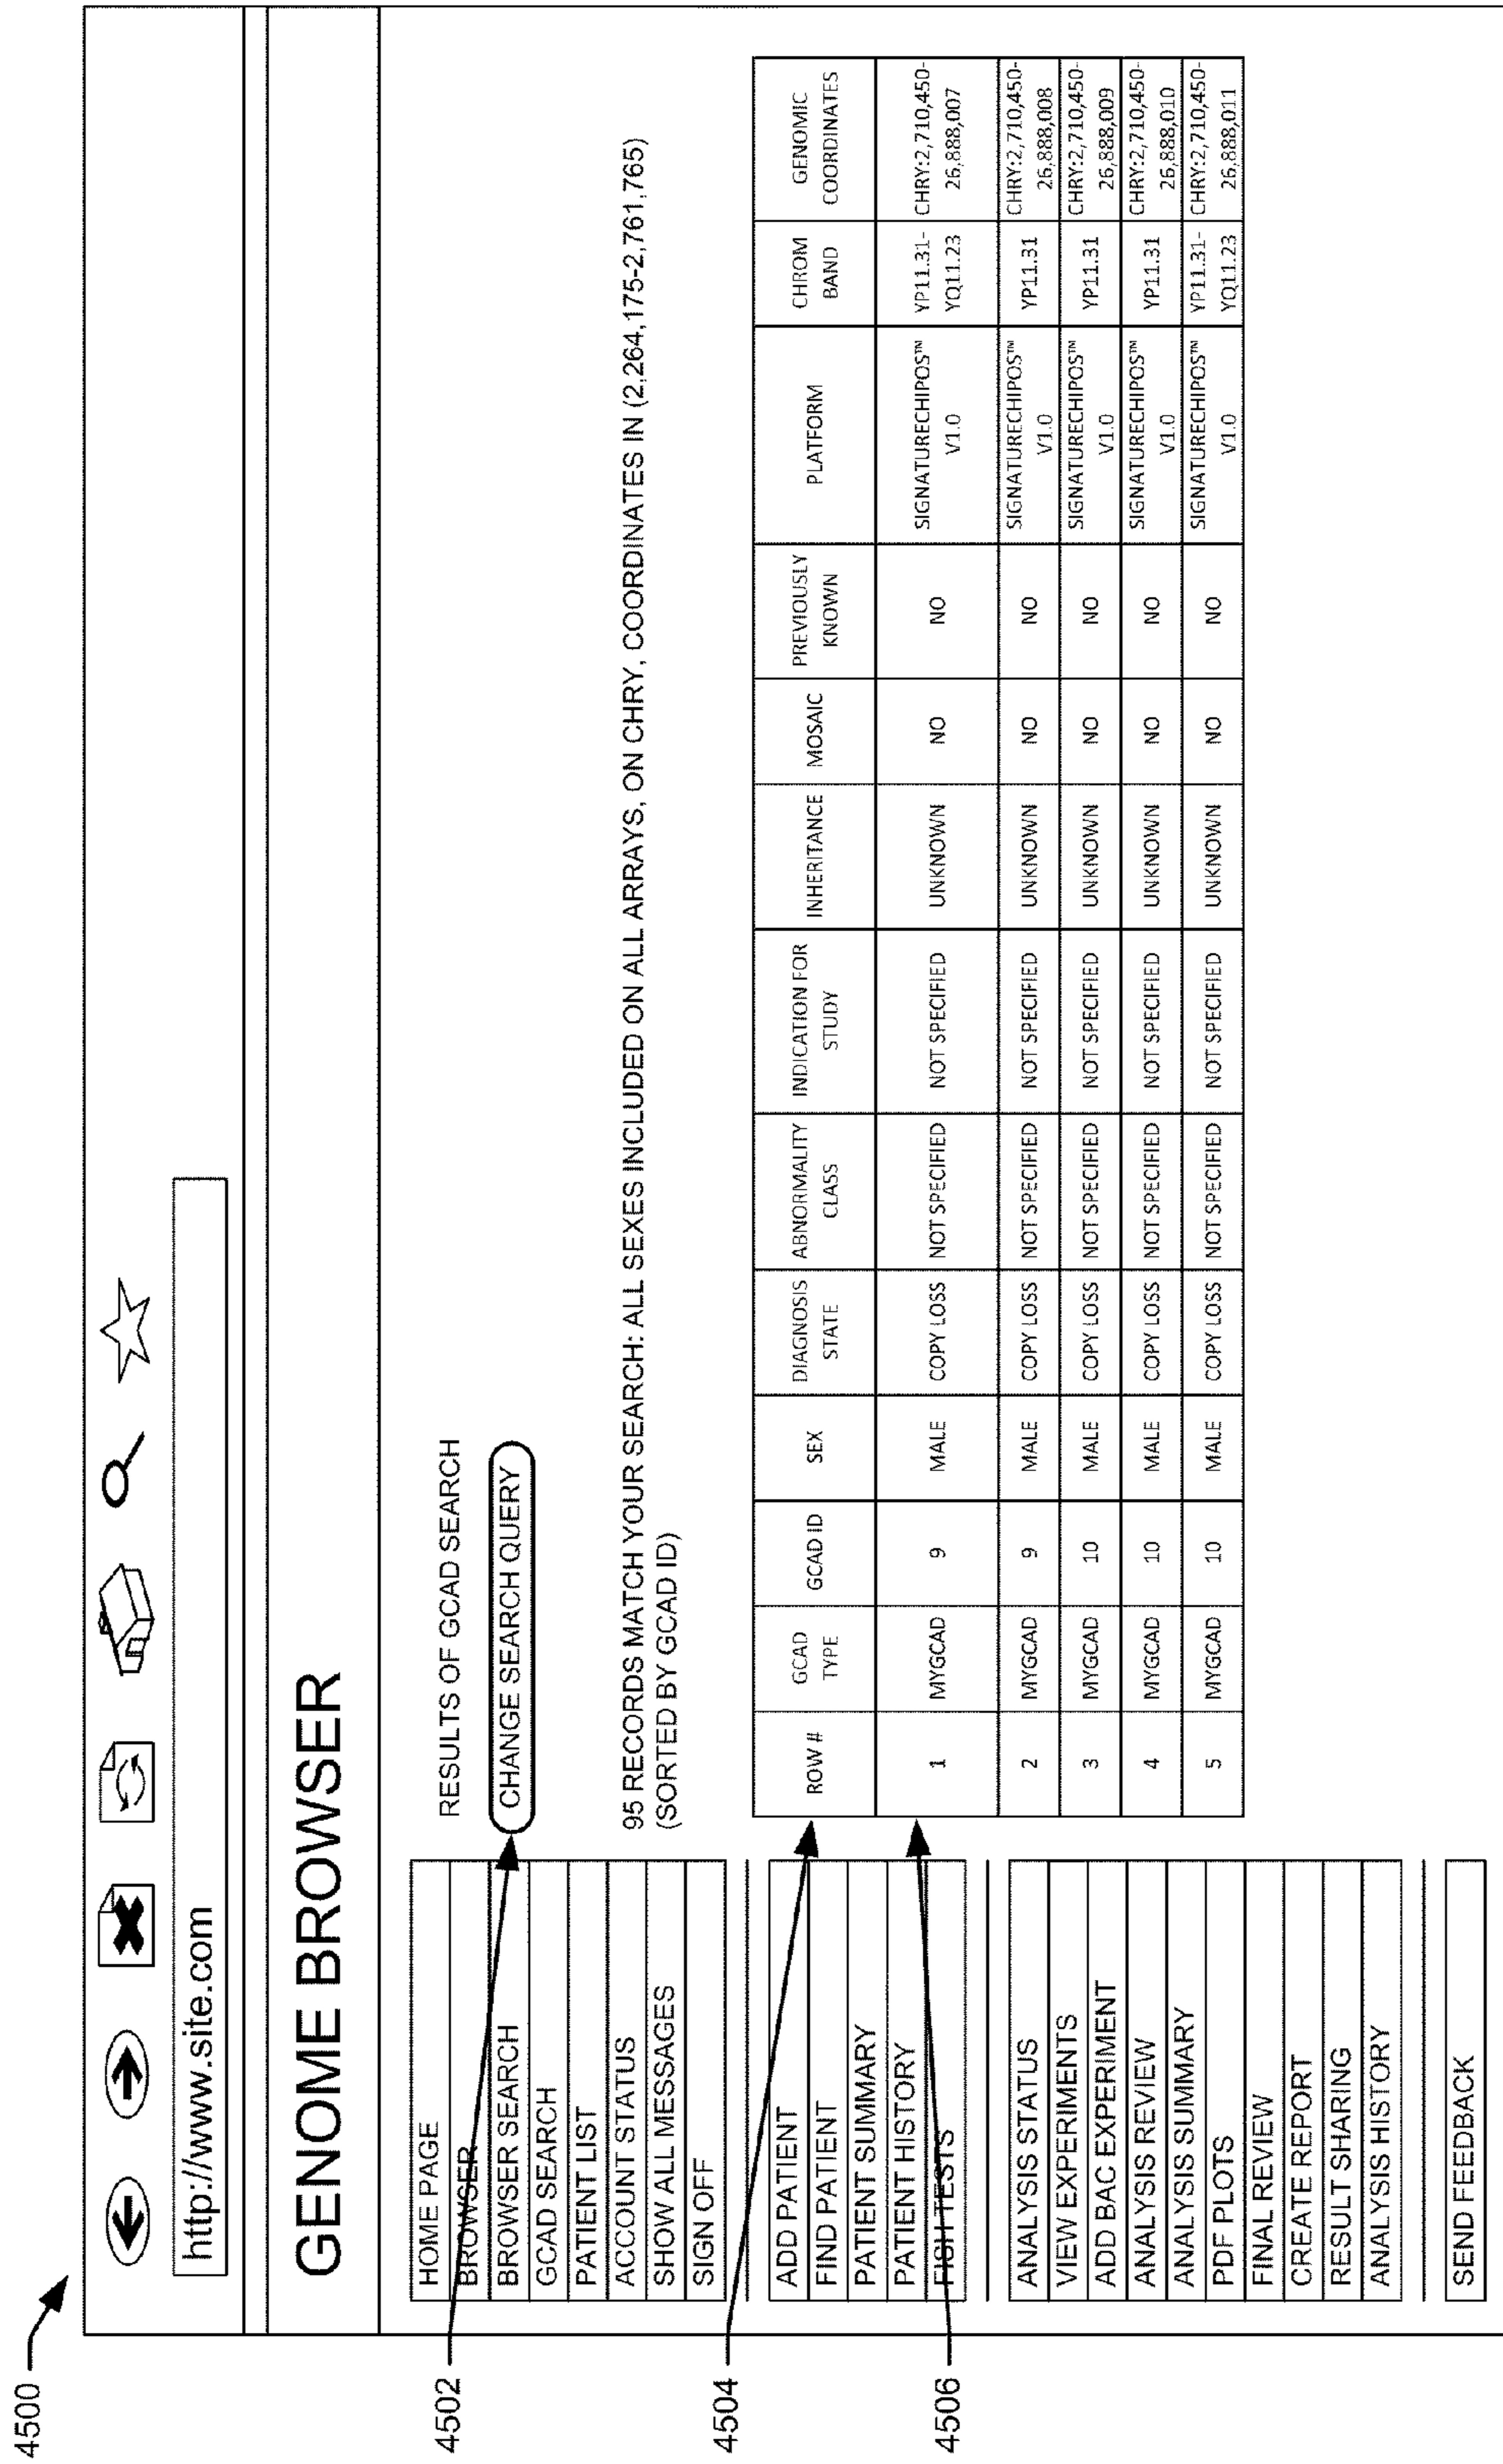 4500
http://www.site.com
GENOME BROWSER
4502
4504
4506
HOME PAGE
BROWSER
BROWSER SEARCH
GCAD SEARCH
PATIENT LIST
ACCOUNT STATUS
SHOW ALL MESSAGES
SIGN OFF
ADD PATIENT
FIND PATIENT
PATIENT SUMMARY
PATIENT HISTORY
FISH TESTS
ANALYSIS STATUS
VIEW EXPERIMENTS
ADD BAC EXPERIMENT
ANALYSIS REVIEW
ANALYSIS SUMMARY
PDF PLOTS
FINAL REVIEW
CREATE REPORT
RESULT SHARING
ANALYSIS HISTORY
SEND FEEDBACK
RESULTS OF GCAD SEARCH
CHANGE SEARCH QUERY
95 RECORDS MATCH YOUR SEARCH: ALL SEXES INCLUDED ON ALL ARRAYS, ON CHRY, COORDINATES IN (2,264,175-2,761,765)
(SORTED BY GCAD ID)
ROW # GCAD TYPE GCAD ID SEX DIAGNOSIS STATE ABNORMALITY CLASS INDICATION FOR STUDY INHERITANCE MOSAIC PREVIOUSLY KNOWN PLATFORM CHROM BAND GENOMIC COORDINATES
1 MYGCAD 9 MALE COPY LOSS NOT SPECIFIED NOT SPECIFIED UNKNOWN NO NO SIGNATURECHIPOS™ V1.0 YP11.31-YQ11.23 CHRY:2,710,450-26,888,007
2 MYGCAD 9 MALE COPY LOSS NOT SPECIFIED NOT SPECIFIED UNKNOWN NO NO SIGNATURECHIPOS™ V1.0 YP11.31 CHRY:2,710,450-26,888,008
3 MYGCAD 10 MALE COPY LOSS NOT SPECIFIED NOT SPECIFIED UNKNOWN NO NO SIGNATURECHIPOS™ V1.0 YP11.31 CHRY:2,710,450-26,888,009
4 MYGCAD 10 MALE COPY LOSS NOT SPECIFIED NOT SPECIFIED UNKNOWN NO NO SIGNATURECHIPOS™ V1.0 YP11.31 CHRY:2,710,450-26,888,010
5 MYGCAD 10 MALE COPY LOSS NOT SPECIFIED NOT SPECIFIED UNKNOWN NO NO SIGNATURECHIPOS™ V1.0 YP11.31-YQ11.23 CHRY:2,710,450-26,888,011